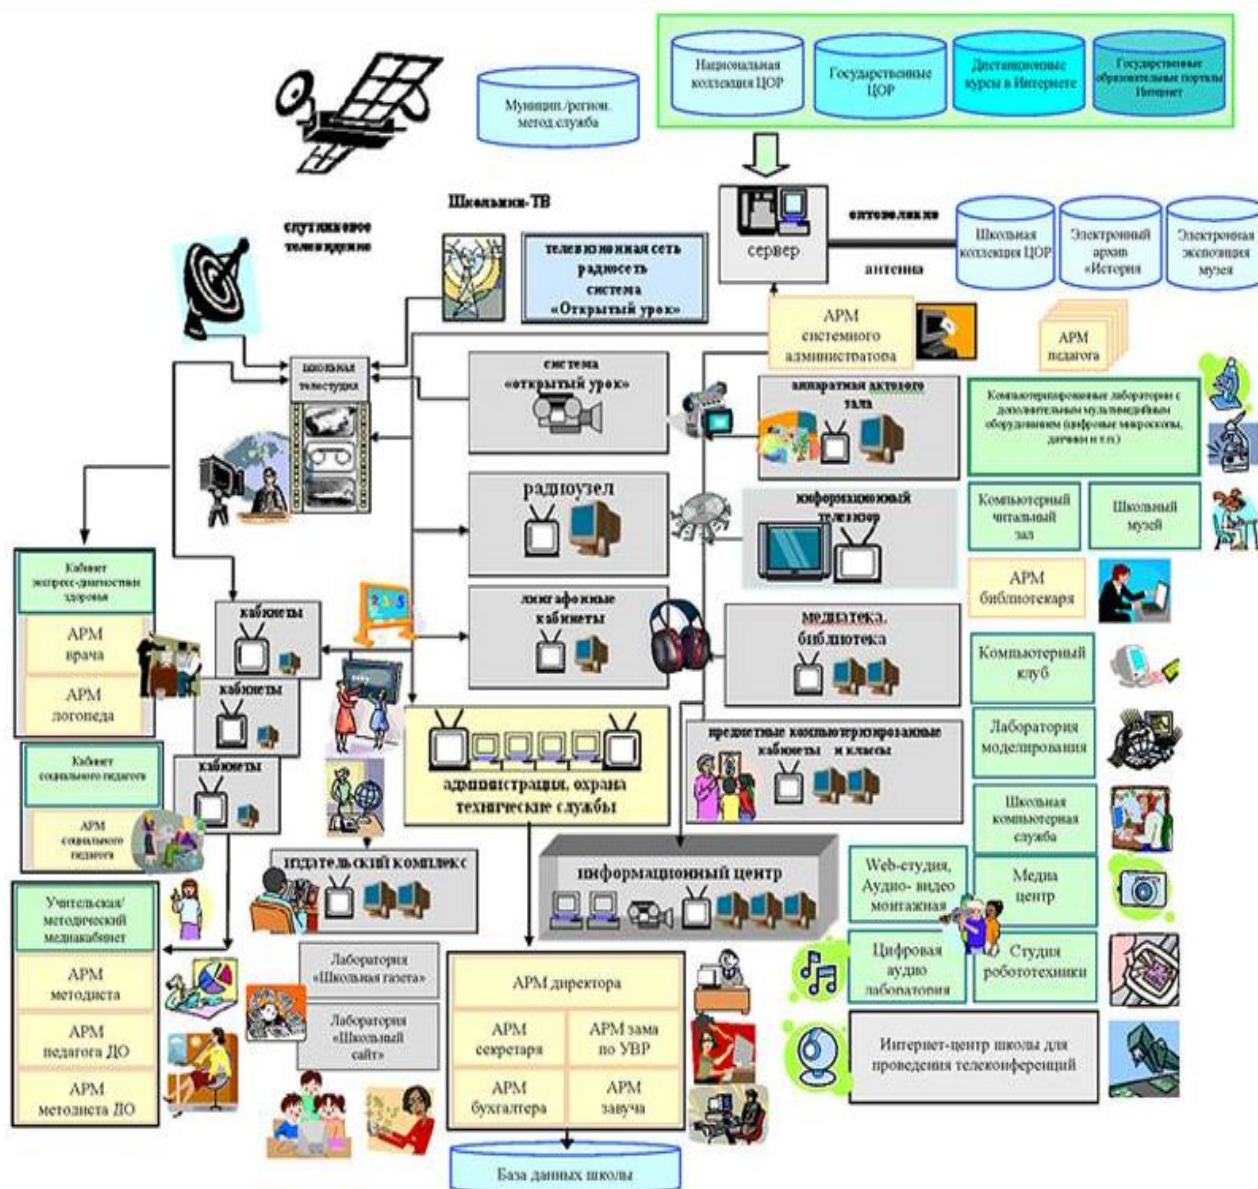 Национальная
коллекция ЦОР
Государственные
ЦОР
Дистанционные
курсы в Интернете
Государственные
образовательные порталы
Интернет
Муницип./регион.
метод.служба
Школьник-ТВ
спутниковое
телевидение
телевизионная сеть
радиосеть
система
«Открытый урок»
сервер
оптоволокно
антенна
Школьная
коллекция ЦОР
Электронный
архив
«История
Электронная
экспозиция
музея
АРМ
системного
администратора
АРМ
педагога
школьная
телестудия
система
«открытый урок»
аппаратная актового
зала
Компьютеризированные лаборатории с
дополнительным мультимедийным
оборудованием (цифровые микроскопы,
датчики и т.п.)
радиоузел
информационный
телевизор
Компьютерный
читальный
зал
Школьный
музей
Кабинет
экспресс-диагностики
здоровья
АРМ
врача
АРМ
логопеда
кабинеты
лингафонные
кабинеты
медиатека,
библиотека
АРМ
библиотекаря
Компьютерный
клуб
кабинеты
Кабинет
социального педагога
АРМ
социального
педагога
кабинеты
администрация, охрана
технические службы
предметные компьютеризированные
кабинеты и классы
Лаборатория
моделирования
Школьная
компьютерная
служба
издательский комплекс
информационный центр
Web-студия,
Аудио- видео
монтажная
Медиа
центр
Учительская/
методический
медиакабинет
АРМ
методиста
АРМ
педагога ДО
АРМ
методиста ДО
Лаборатория
«Школьная газета»
Лаборатория
«Школьный
сайт»
АРМ директора
АРМ
секретаря
АРМ зама
по УВР
АРМ
бухгалтера
АРМ
завуча
Цифровая
аудио
лаборатория
Студия
робототехники
Интернет-центр школы для
проведения телеконференций
База данных школы